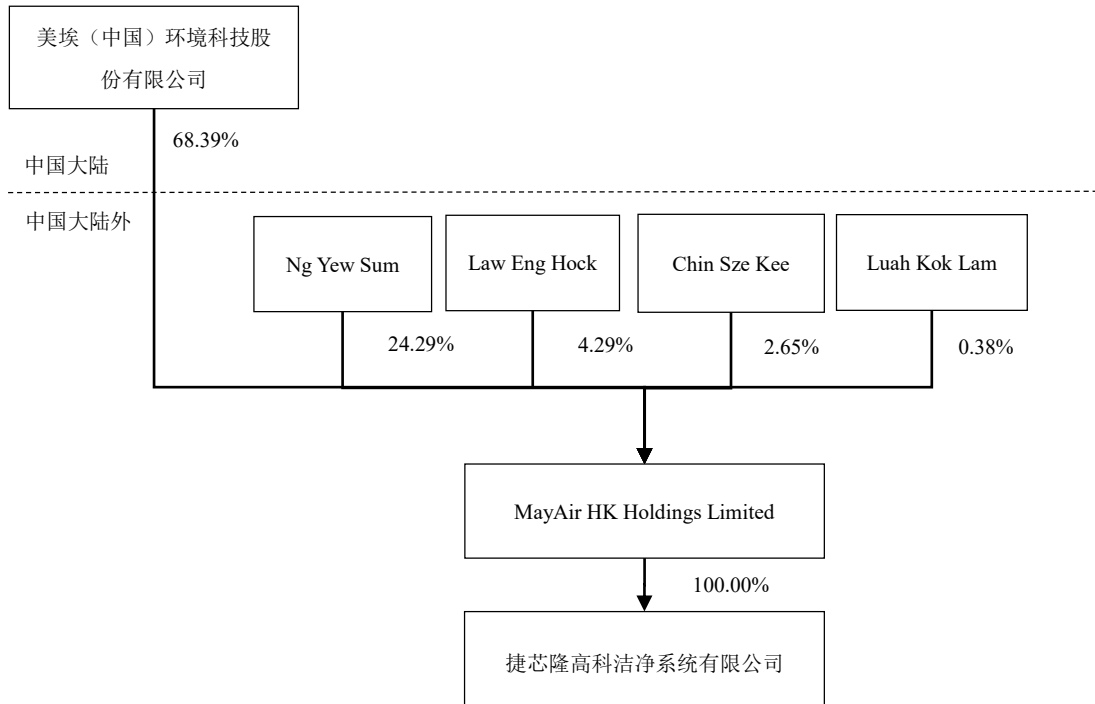 美埃（中国）环境科技股
份有限公司
68.39%
中国大陆
中国大陆外
Ng Yew Sum
Law Eng Hock
Chin Sze Kee
Luah Kok Lam
24.29%
4.29%
2.65%
0.38%
MayAir HK Holdings Limited
100.00%
捷芯隆高科洁净系统有限公司